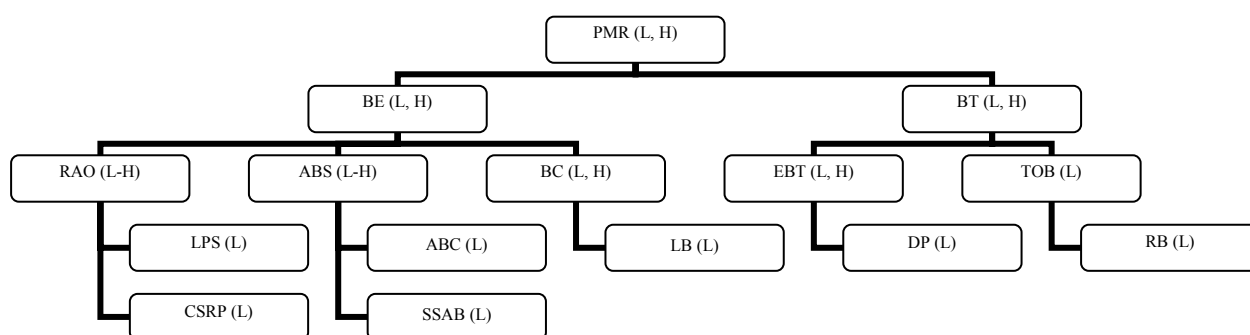 PMR (L, H)
BE (L, H)
BT (L, H)
RAO (L-H)
ABS (L-H)
BC (L, H)
EBT (L, H)
TOB (L)
LPS (L)
ABC (L)
LB (L)
DP (L)
RB (L)
CSRP (L)
SSAB (L)